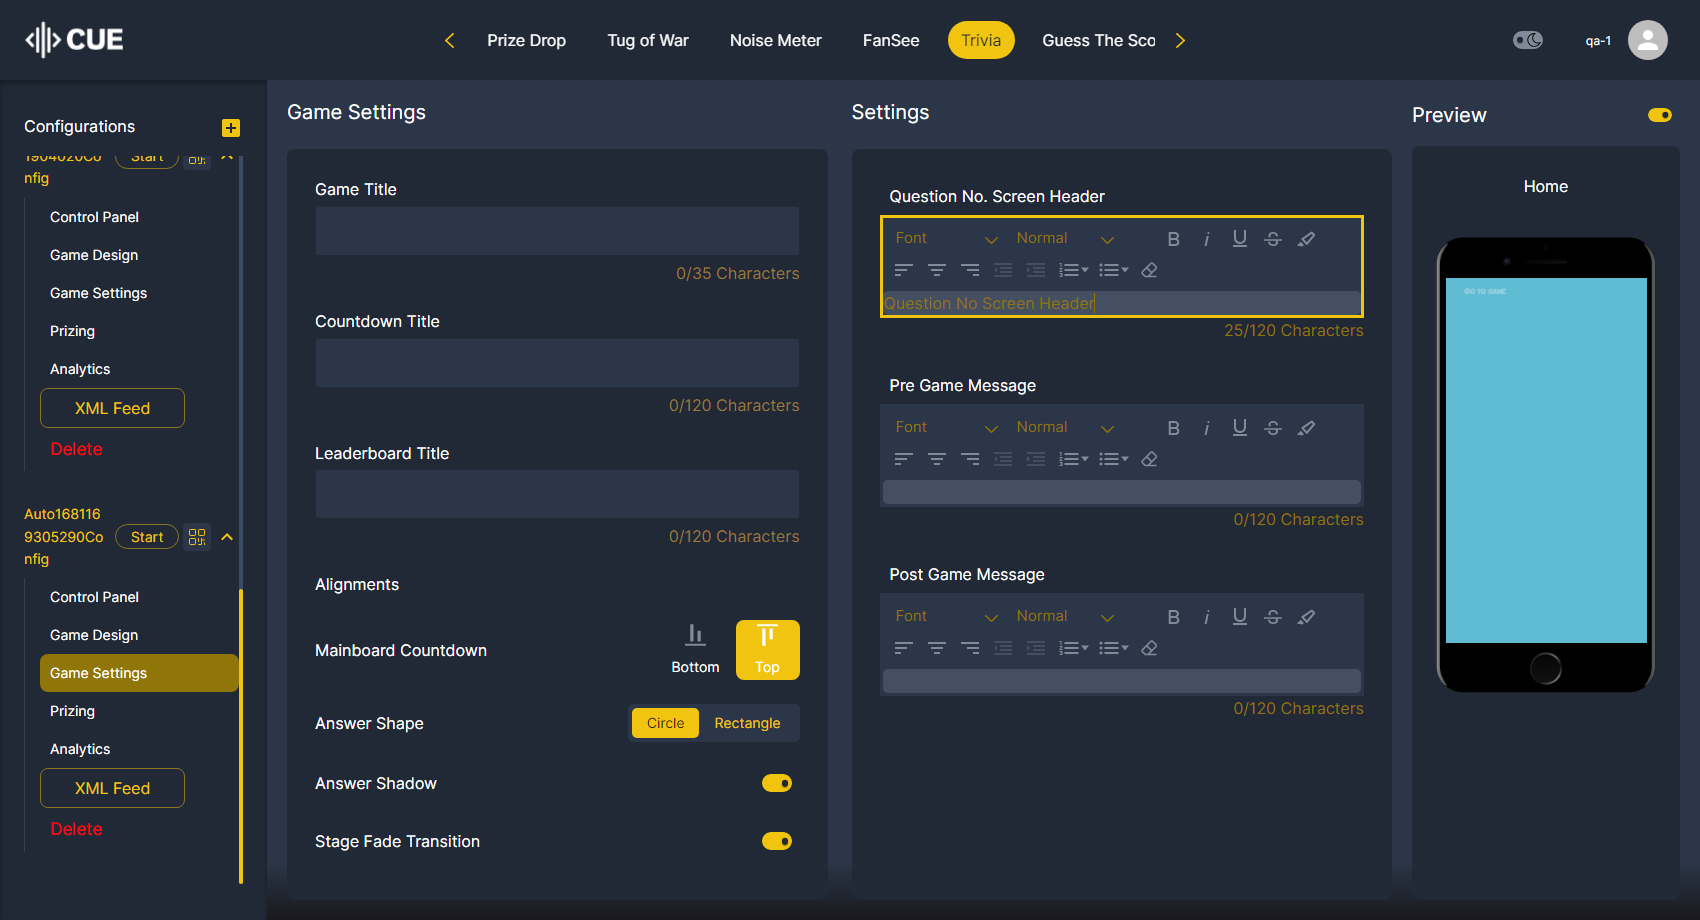 CUE
Prize Drop
Tug of War
Noise Meter
FanSee
Trivia
Guess The Sco
qa-1
Configurations
1904020Co
nfig
Start
Control Panel
Game Design
Game Settings
Prizing
Analytics
XML Feed
Delete
Auto168116
9305290Co
nfig
Start
Control Panel
Game Design
Game Settings
Prizing
Analytics
XML Feed
Delete
Game Settings
Game Title
0/35 Characters
Countdown Title
0/120 Characters
Leaderboard Title
0/120 Characters
Alignments
Mainboard Countdown
Bottom
Top
Answer Shape
Circle
Rectangle
Answer Shadow
Stage Fade Transition
Settings
Question No. Screen Header
Font
Normal
B i U S
Question No Screen Header
25/120 Characters
Pre Game Message
Font
Normal
B i U S
0/120 Characters
Post Game Message
Font
Normal
B i U S
0/120 Characters
Preview
Home
Go to game